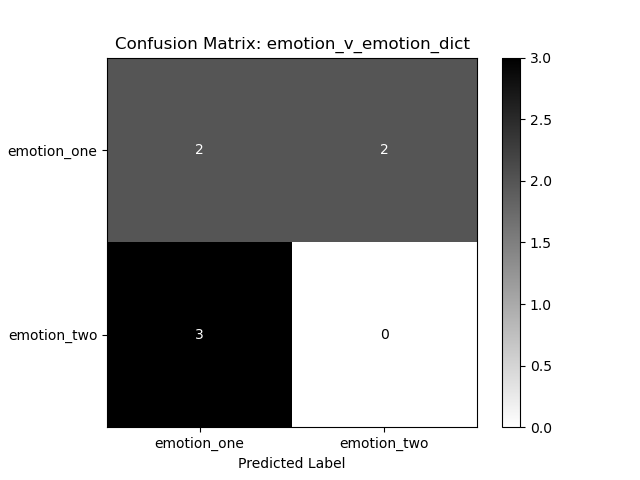 Confusion Matrix: emotion_v_emotion_dict
emotion_one
2
2
emotion_two
3
0
emotion_one
emotion_two
Predicted Label
3.0
2.5
2.0
1.5
1.0
0.5
0.0